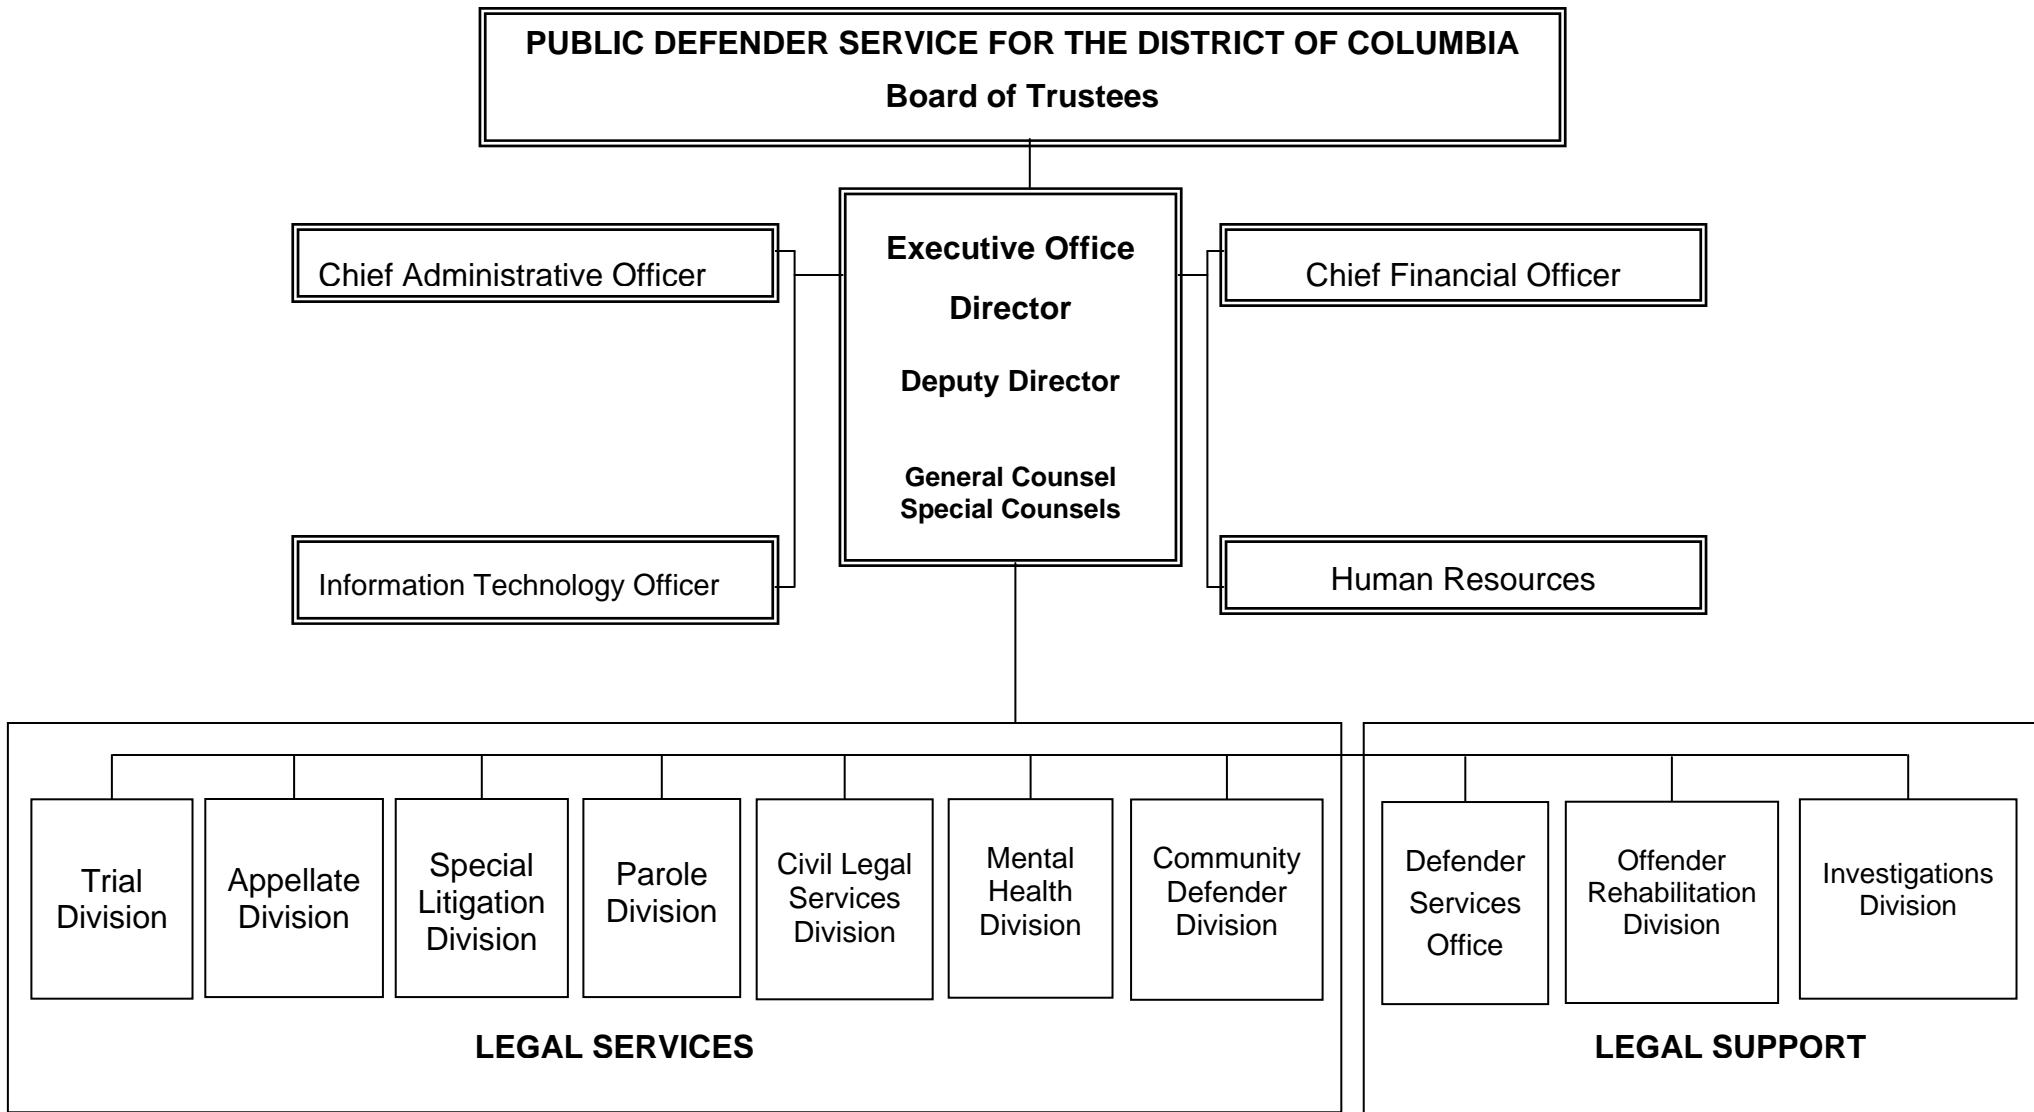 PUBLIC DEFENDER SERVICE FOR THE DISTRICT OF COLUMBIA
Board of Trustees
Executive Office
Director
Deputy Director
General Counsel
Special Counsels
Chief Administrative Officer
Chief Financial Officer
Information Technology Officer
Human Resources
Trial
Division
Appellate
Division
Special
Litigation
Division
Parole
Division
Civil Legal
Services
Division
Mental
Health
Division
Community
Defender
Division
Defender
Services
Office
Offender
Rehabilitation
Division
Investigations
Division
LEGAL SERVICES
LEGAL SUPPORT